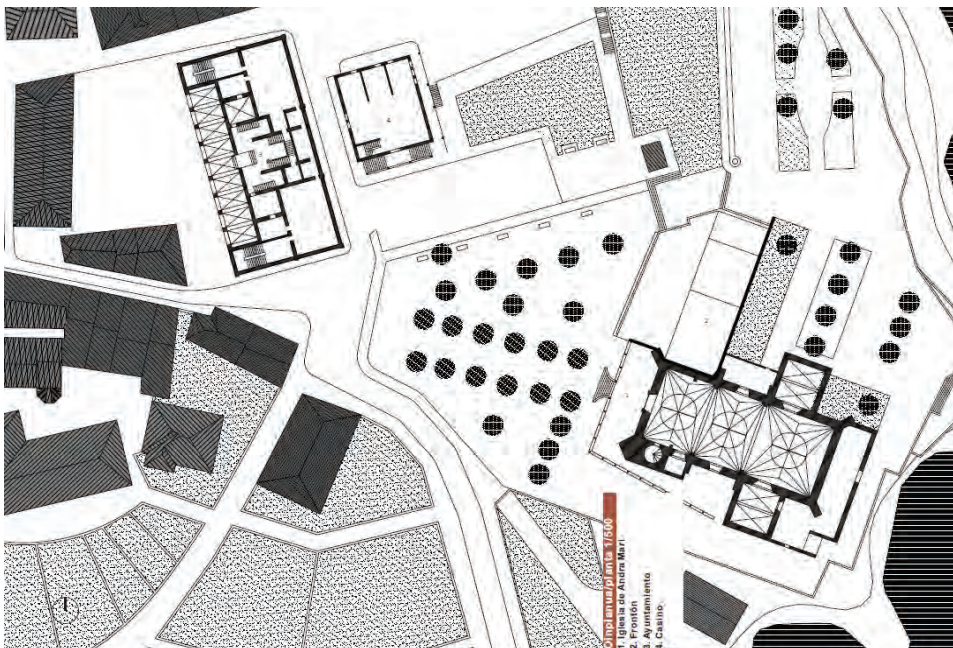 Oinplanua/planta 1/500
1. Iglesia de Andra Mari
2. Frontón
3. Ayuntamiento
4. Casino